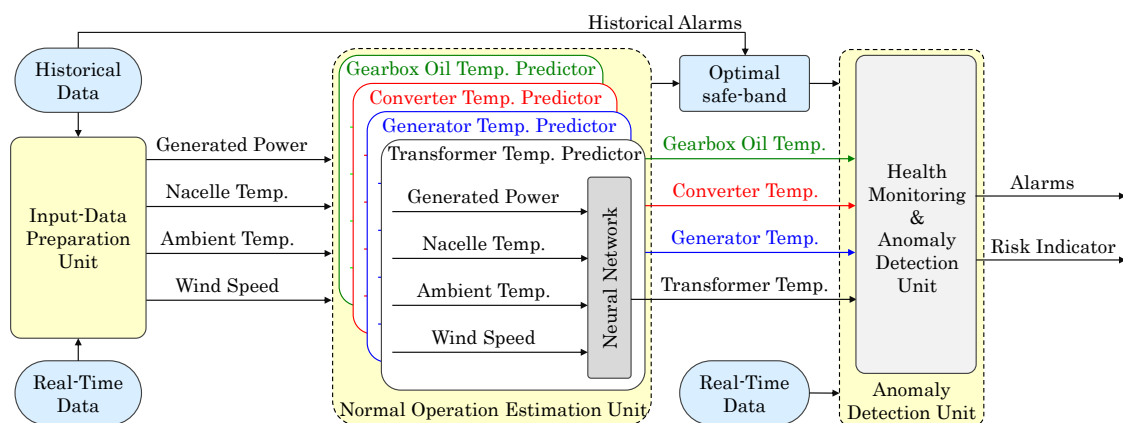 Historical Alarms
Historical
Data
Gearbox Oil Temp. Predictor
Converter Temp. Predictor
Generator Temp. Predictor
Transformer Temp. Predictor
Optimal
safe-band
Generated Power
Nacelle Temp.
Ambient Temp.
Wind Speed
Input-Data
Preparation
Unit
Generated Power
Nacelle Temp.
Ambient Temp.
Wind Speed
Neural Network
Gearbox Oil Temp.
Converter Temp.
Generator Temp.
Transformer Temp.
Health
Monitoring
&
Anomaly
Detection
Unit
Alarms
Risk Indicator
Real-Time
Data
Normal Operation Estimation Unit
Real-Time
Data
Anomaly
Detection Unit